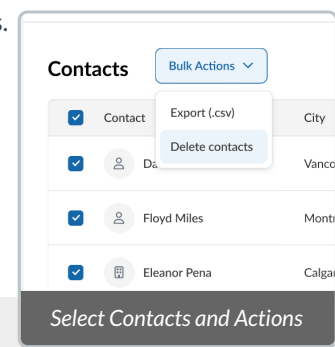 s.
Contacts Bulk Actions
Contact Export (.csv) City
Delete contacts
Da Vanco
Floyd Miles Montr
Eleanor Pena Calgar
Select Contacts and Actions